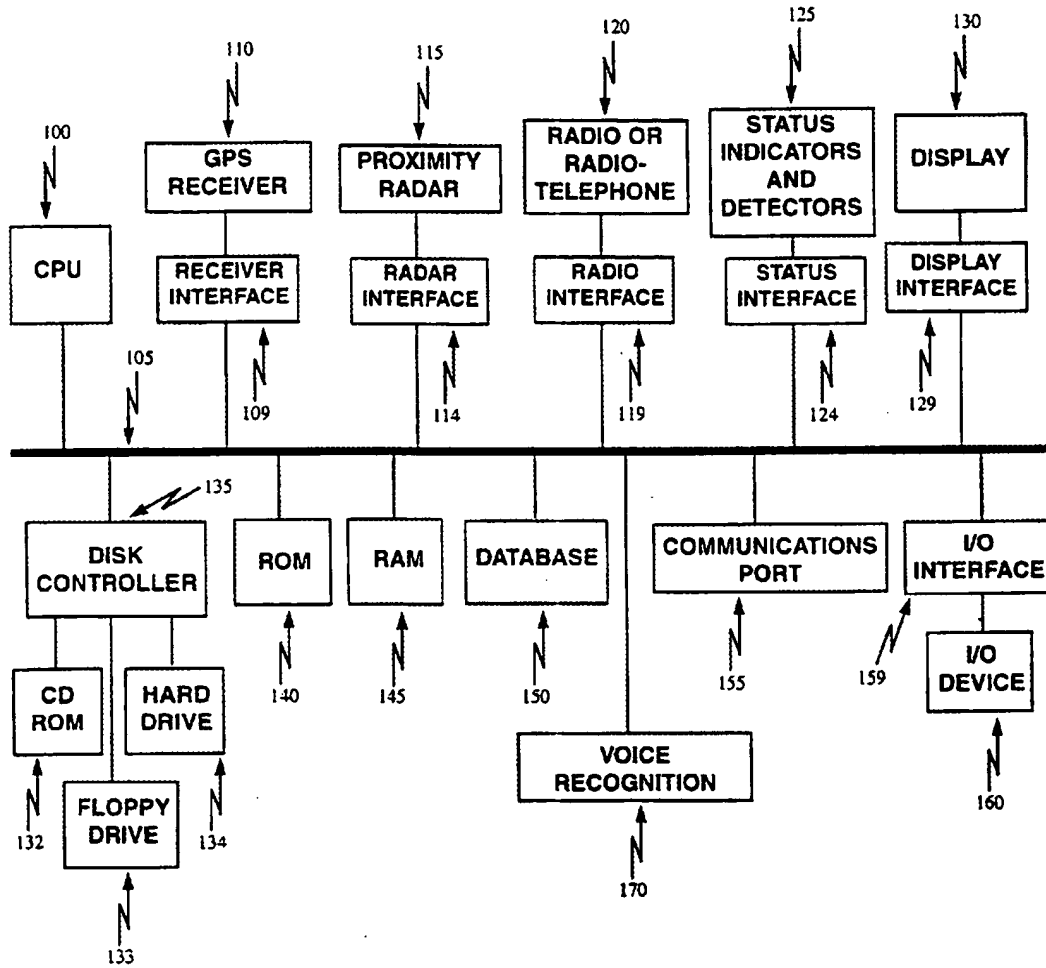 125
120
130
110
115
100
GPS
RECEIVER
PROXIMITY
RADAR
RADIO OR
RADIO-
TELEPHONE
STATUS
INDICATORS
AND
DETECTORS
DISPLAY
CPU
RECEIVER
INTERFACE
RADAR
INTERFACE
RADIO
INTERFACE
STATUS
INTERFACE
DISPLAY
INTERFACE
105
109
114
119
124
129
135
DISK
CONTROLLER
ROM
RAM
DATABASE
COMMUNICATIONS
PORT
I/O
INTERFACE
140
145
150
155
159
CD
ROM
HARD
DRIVE
I/O
DEVICE
VOICE
RECOGNITION
FLOPPY
DRIVE
132
134
160
170
133